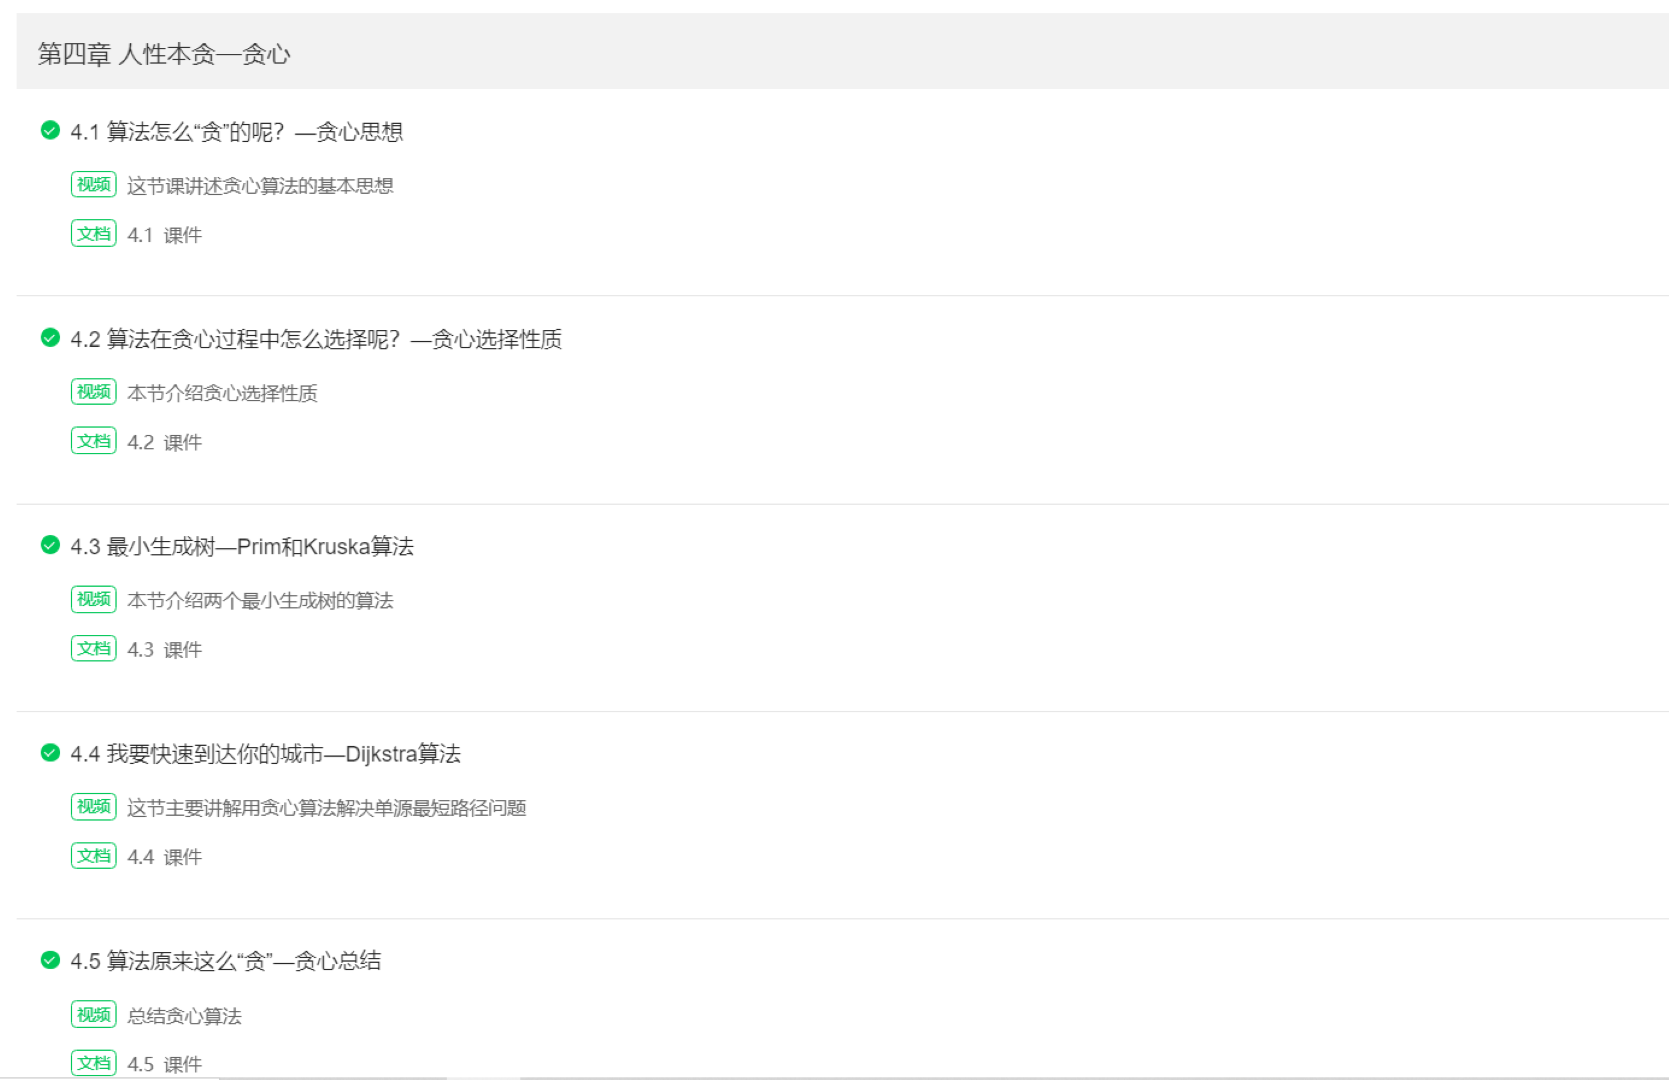 第四章 人性本贪—贪心
4.1 算法怎么“贪”的呢？—贪心思想
视频 这节课讲述贪心算法的基本思想
文档 4.1 课件
4.2 算法在贪心过程中怎么选择呢？—贪心选择性质
视频 本节介绍贪心选择性质
文档 4.2 课件
4.3 最小生成树—Prim和Kruska算法
视频 本节介绍两个最小生成树的算法
文档 4.3 课件
4.4 我要快速到达你的城市—Dijkstra算法
视频 这节主要讲解用贪心算法解决单源最短路径问题
文档 4.4 课件
4.5 算法原来这么“贪”—贪心总结
视频 总结贪心算法
文档 4.5 课件